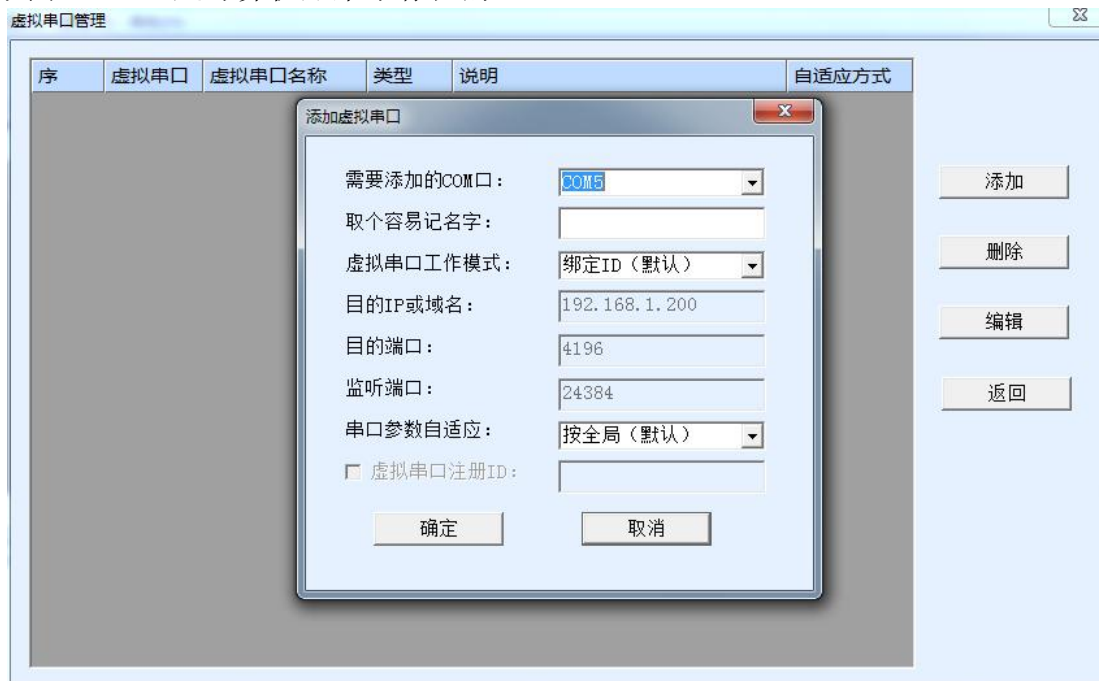 虚拟串口管理
序 虚拟串口 虚拟串口名称 类型 说明 自适应方式
添加虚拟串口
需要添加的COM口: COM5
取个容易记名字:
虚拟串口工作模式: 绑定ID(默认)
目的IP或域名: 192.168.1.200
目的端口: 4196
监听端口: 24384
串口参数自适应: 按全局(默认)
虚拟串口注册ID:
确定 取消
添加
删除
编辑
返回